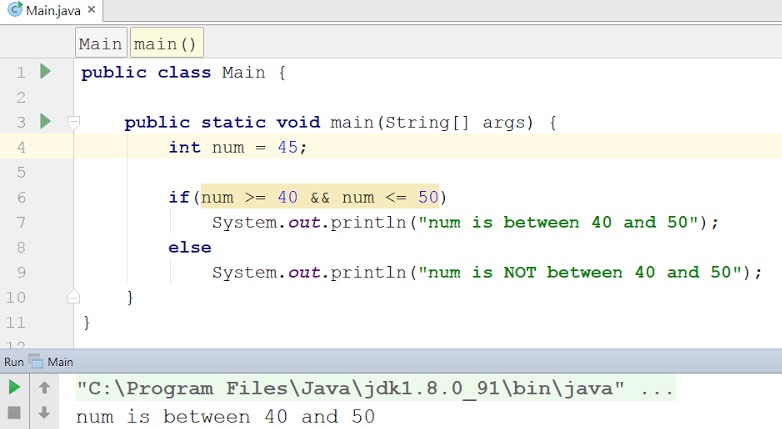 Main.java ×
Main main()
1 public class Main {
2
3 public static void main(String[] args) {
4 int num = 45;
5
6 if(num >= 40 && num <= 50)
7 System.out.println("num is between 40 and 50");
8 else
9 System.out.println("num is NOT between 40 and 50");
10 }
11 }
12
Run Main
"C:\Program Files\Java\jdk1.8.0_91\bin\java" ...
num is between 40 and 50